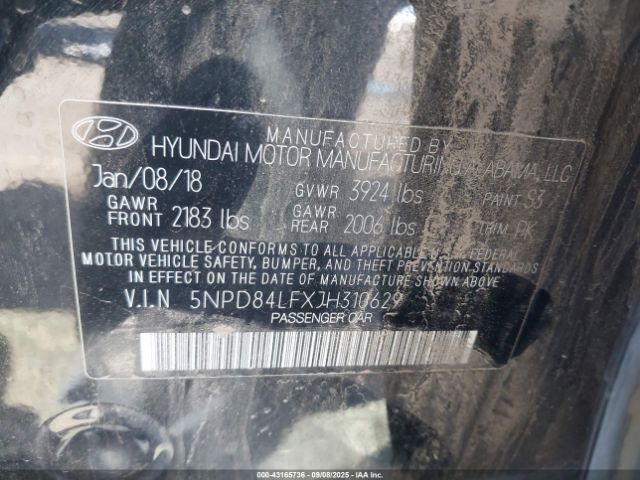 MANUFACTURED BY
HYUNDAI MOTOR MANUFACTURING ALABAMA, LLC
Jan/08/18 GVWR 3924 lbs PAINT S3
GAWR FRONT 2183 lbs GAWR REAR 2006 lbs TRIM PK
THIS VEHICLE CONFORMS TO ALL APPLICABLE FEDERAL
MOTOR VEHICLE SAFETY, BUMPER, AND THEFT PREVENTION STANDARDS
IN EFFECT ON THE DATE OF MANUFACTURE SHOWN ABOVE
V.I.N 5NPD84LFXJH310629
PASSENGER CAR
000-43165736 - 09/08/2025 - IAA Inc.